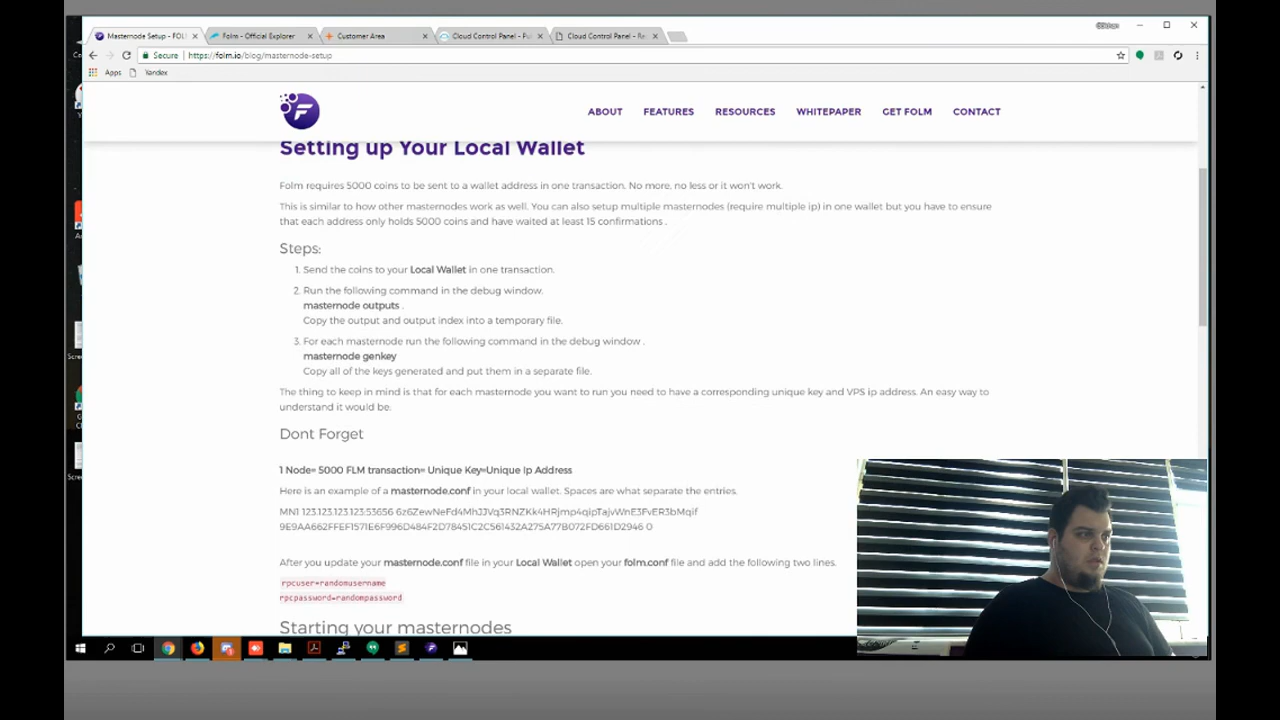 Masternode Setup - FOL
Folm - Official Explorer
Customer Area
Cloud Control Panel - Pul
Cloud Control Panel - Re
Secure
https://folm.io/blog/masternode-setup
Apps
Yandex
ABOUT
FEATURES
RESOURCES
WHITEPAPER
GET FOLM
CONTACT
Setting up Your Local Wallet
Folm requires 5000 coins to be sent to a wallet address in one transaction. No more, no less or it won't work.
This is similar to how other masternodes work as well. You can also setup multiple masternodes (require multiple ip) in one wallet but you have to ensure
that each address only holds 5000 coins and have waited at least 15 confirmations .
Steps:
1. Send the coins to your Local Wallet in one transaction.
2. Run the following command in the debug window.
masternode outputs .
Copy the output and output index into a temporary file.
3. For each masternode run the following command in the debug window .
masternode genkey
Copy all of the keys generated and put them in a separate file.
The thing to keep in mind is that for each masternode you want to run you need to have a corresponding unique key and VPS ip address. An easy way to
understand it would be.
Dont Forget
1 Node= 5000 FLM transaction= Unique Key=Unique Ip Address
Here is an example of a masternode.conf in your local wallet. Spaces are what separate the entries.
MN1 123.123.123.123:53656 6z6ZewNeFd4MhJJVq3RNZKk4HRjmp4qipTajvWnE3FvER3bMqif
9E9AA662FFEF1571E6F996D484F2D78451C2C561432A275A77B072FD661D2946 0
After you update your masternode.conf file in your Local Wallet open your folm.conf file and add the following two lines.
rpcuser=randomusername
rpcpassword=randompassword
Starting your masternodes